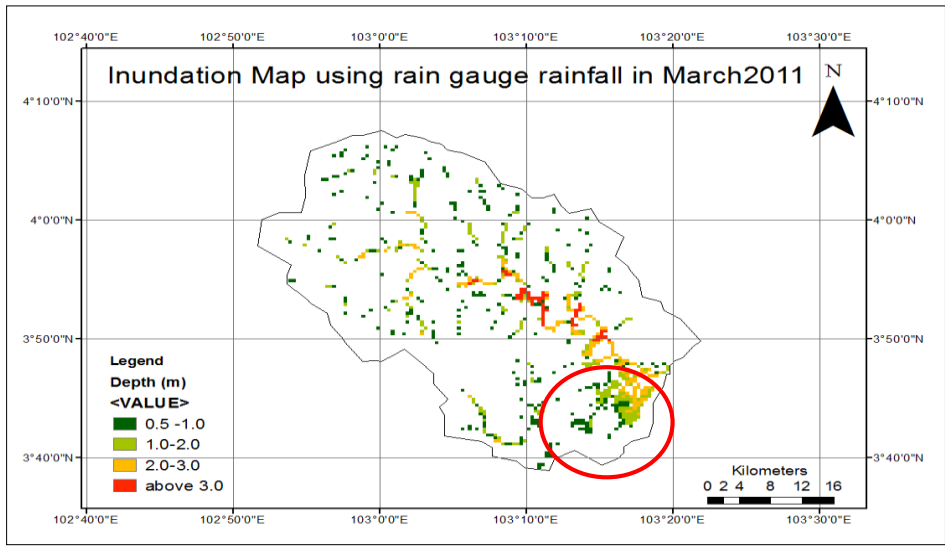 102°40'0"E 102°50'0"E 103°0'0"E 103°10'0"E 103°20'0"E 103°30'0"E
Inundation Map using rain gauge rainfall in March2011
N
4°10'0"N 4°10'0"N
4°0'0"N 4°0'0"N
3°50'0"N 3°50'0"N
Legend
Depth (m)
<VALUE>
0.5 -1.0
1.0-2.0
2.0-3.0
above 3.0
3°40'0"N 3°40'0"N
Kilometers
0 2 4 8 12 16
102°40'0"E 102°50'0"E 103°0'0"E 103°10'0"E 103°20'0"E 103°30'0"E